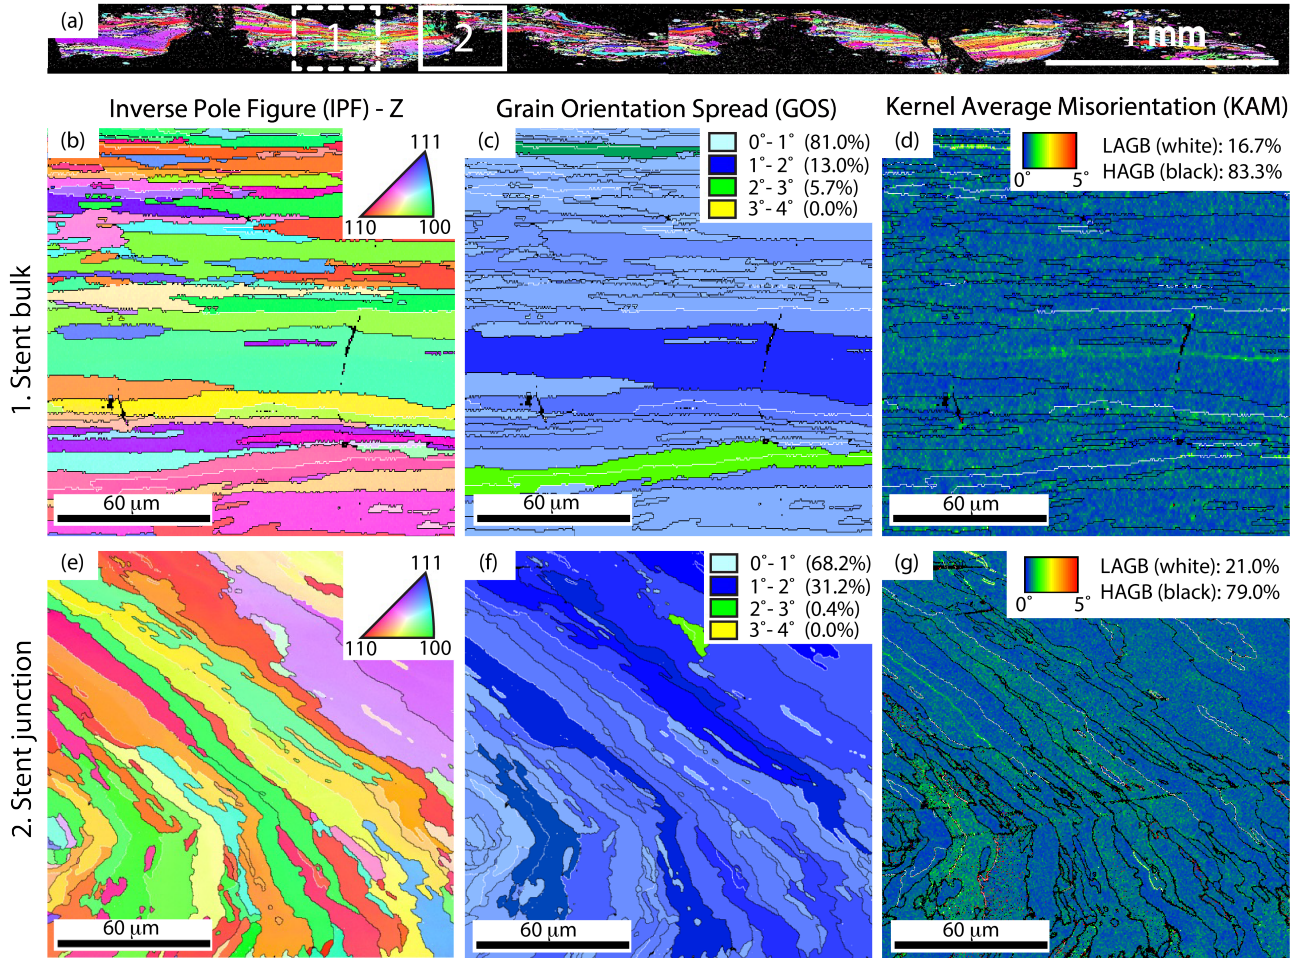 (a)
1
2
1 mm
Inverse Pole Figure (IPF) - Z
Grain Orientation Spread (GOS)
Kernel Average Misorientation (KAM)
1. Stent bulk
(b)
111
110
100
60 µm
(c)
0°- 1° (81.0%)
1°- 2° (13.0%)
2°- 3° (5.7%)
3°- 4° (0.0%)
60 µm
(d)
0°
5°
LAGB (white): 16.7%
HAGB (black): 83.3%
60 µm
2. Stent junction
(e)
111
110
100
60 µm
(f)
0°- 1° (68.2%)
1°- 2° (31.2%)
2°- 3° (0.4%)
3°- 4° (0.0%)
60 µm
(g)
0°
5°
LAGB (white): 21.0%
HAGB (black): 79.0%
60 µm